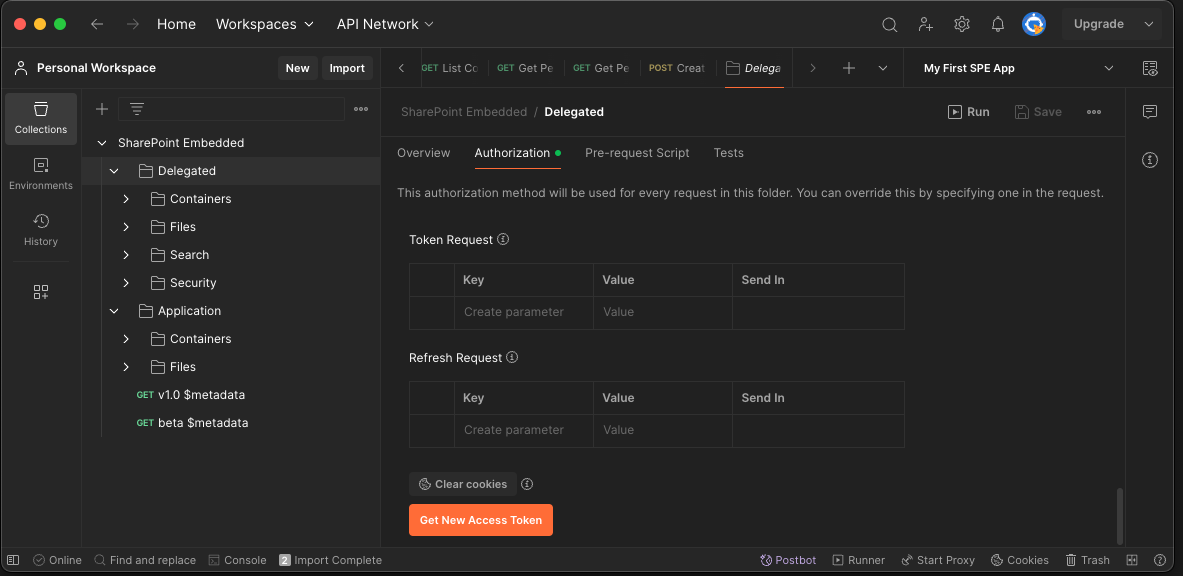 Home
Workspaces
API Network
Upgrade
Personal Workspace
New
Import
GET List Cc
GET Get Pe
GET Get Pe
POST Creat
Delega
My First SPE App
Collections
Environments
History
SharePoint Embedded
Delegated
Containers
Files
Search
Security
Application
Containers
Files
GET v1.0 $metadata
GET beta $metadata
SharePoint Embedded / Delegated
Run
Save
Overview
Authorization
Pre-request Script
Tests
This authorization method will be used for every request in this folder. You can override this by specifying one in the request.
Token Request
Key Value Send In
Create parameter Value
Refresh Request
Key Value Send In
Create parameter Value
Clear cookies
Get New Access Token
Online
Find and replace
Console
2 Import Complete
Postbot
Runner
Start Proxy
Cookies
Trash